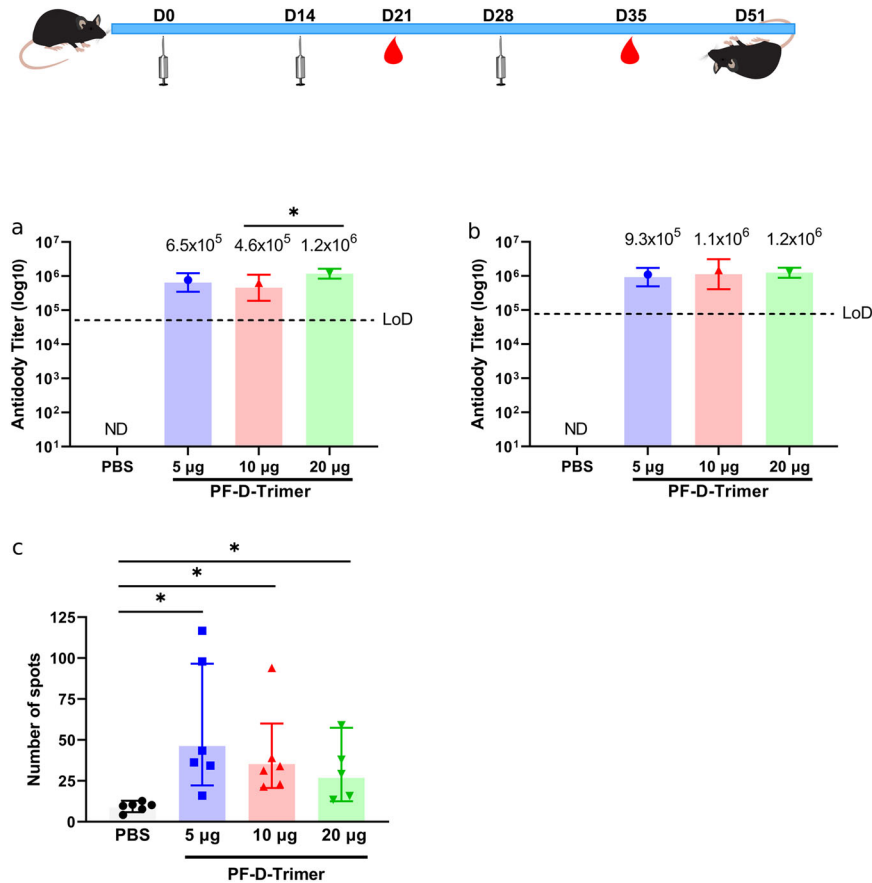 D0 D14 D21 D28 D35 D51
a
*
6.5x10⁵ 4.6x10⁵ 1.2x10⁶
Antidody Titer (log10)
10⁷
10⁶
10⁵
10⁴
10³
10²
10¹
LoD
ND
PBS 5 µg 10 µg 20 µg
PF-D-Trimer
b
9.3x10⁵ 1.1x10⁶ 1.2x10⁶
Antidody Titer (log10)
10⁷
10⁶
10⁵
10⁴
10³
10²
10¹
LoD
ND
PBS 5 µg 10 µg 20 µg
PF-D-Trimer
c
*
*
*
Number of spots
125
100
75
50
25
0
PBS 5 µg 10 µg 20 µg
PF-D-Trimer